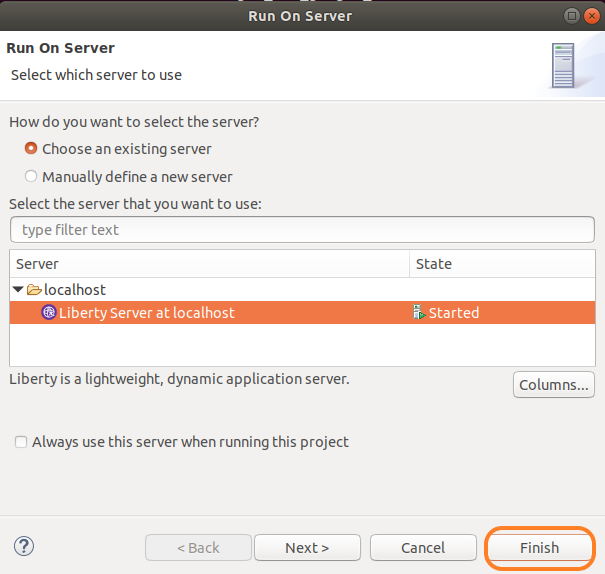 Run On Server
Run On Server
Select which server to use
How do you want to select the server?
Choose an existing server
Manually define a new server
Select the server that you want to use:
type filter text
Server State
localhost
Liberty Server at localhost Started
Liberty is a lightweight, dynamic application server.
Columns...
Always use this server when running this project
? < Back Next > Cancel Finish